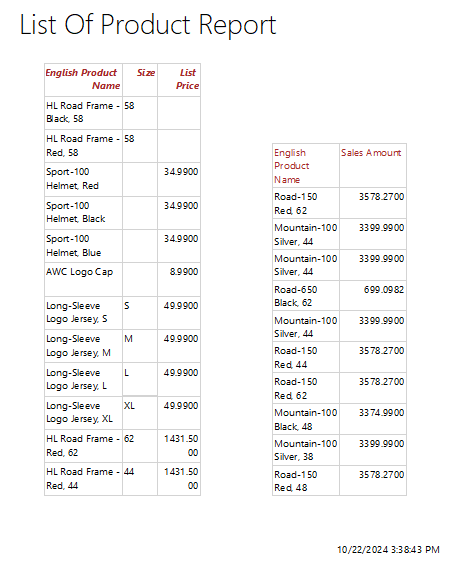 List Of Product Report
English Product Size List
Name Price
HL Road Frame - 58
Black, 58
HL Road Frame - 58
Red, 58
Sport-100 34.9900
Helmet, Red
Sport-100 34.9900
Helmet, Black
Sport-100 34.9900
Helmet, Blue
AWC Logo Cap 8.9900
Long-Sleeve S 49.9900
Logo Jersey, S
Long-Sleeve M 49.9900
Logo Jersey, M
Long-Sleeve L 49.9900
Logo Jersey, L
Long-Sleeve XL 49.9900
Logo Jersey, XL
HL Road Frame - 62 1431.50
Red, 62 00
HL Road Frame - 44 1431.50
Red, 44 00
English Sales Amount
Product
Name
Road-150 3578.2700
Red, 62
Mountain-100 3399.9900
Silver, 44
Mountain-100 3399.9900
Silver, 44
Road-650 699.0982
Black, 62
Mountain-100 3399.9900
Silver, 44
Road-150 3578.2700
Red, 44
Road-150 3578.2700
Red, 62
Mountain-100 3374.9900
Black, 48
Mountain-100 3399.9900
Silver, 38
Road-150 3578.2700
Red, 48
10/22/2024 3:38:43 PM